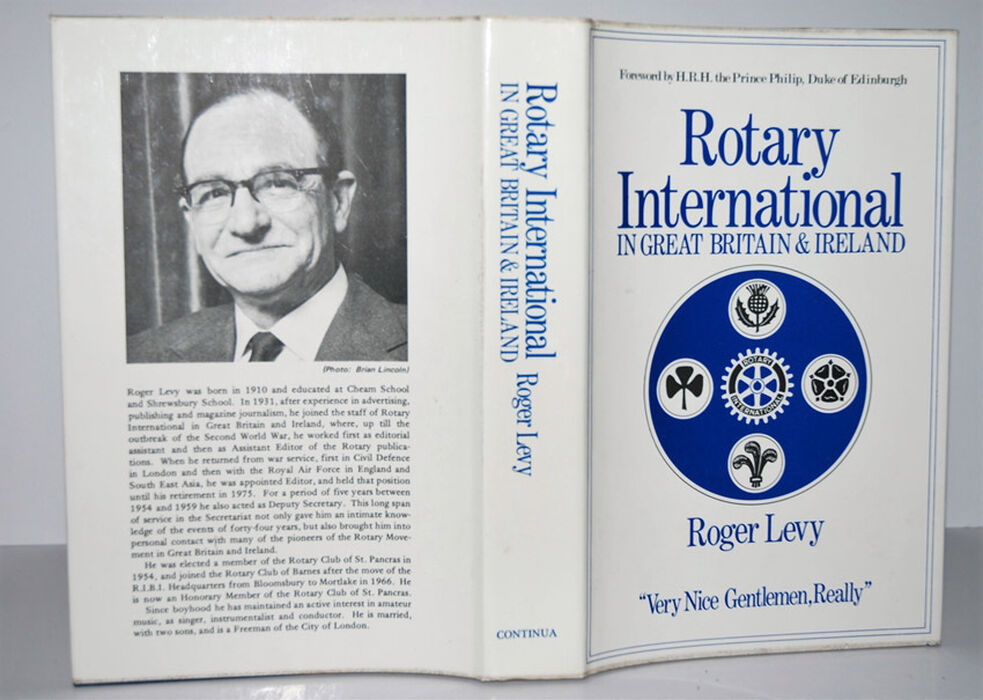 (Photo: Brian Lincoln)
Roger Levy was born in 1910 and educated at Cheam School
and Shrewsbury School. In 1931, after experience in advertising,
publishing and magazine journalism, he joined the staff of Rotary
International in Great Britain and Ireland, where, up till the
outbreak of the Second World War, he worked first as editorial
assistant and then as Assistant Editor of the Rotary publica-
tions. When he returned from war service, first in Civil Defence
in London and then with the Royal Air Force in England and
South East Asia, he was appointed Editor, and held that position
until his retirement in 1975. For a period of five years between
1954 and 1959 he also acted as Deputy Secretary. This long span
of service in the Secretariat not only gave him an intimate know-
ledge of the events of forty-four years, but also brought him into
personal contact with many of the pioneers of the Rotary Move-
ment in Great Britain and Ireland.
He was elected a member of the Rotary Club of St. Pancras in
1954, and joined the Rotary Club of Barnes after the move of the
R.I.B.I. Headquarters from Bloomsbury to Mortlake in 1966. He
is now an Honorary Member of the Rotary Club of St. Pancras.
Since boyhood he has maintained an active interest in amateur
music, as singer, instrumentalist and conductor. He is married,
with two sons, and is a Freeman of the City of London.
Rotary International
IN GREAT BRITAIN & IRELAND
Roger Levy
CONTINUA
Foreword by H.R.H. the Prince Philip, Duke of Edinburgh
Rotary
International
IN GREAT BRITAIN & IRELAND
ROTARY
INTERNATIONAL
Roger Levy
“Very Nice Gentlemen, Really”